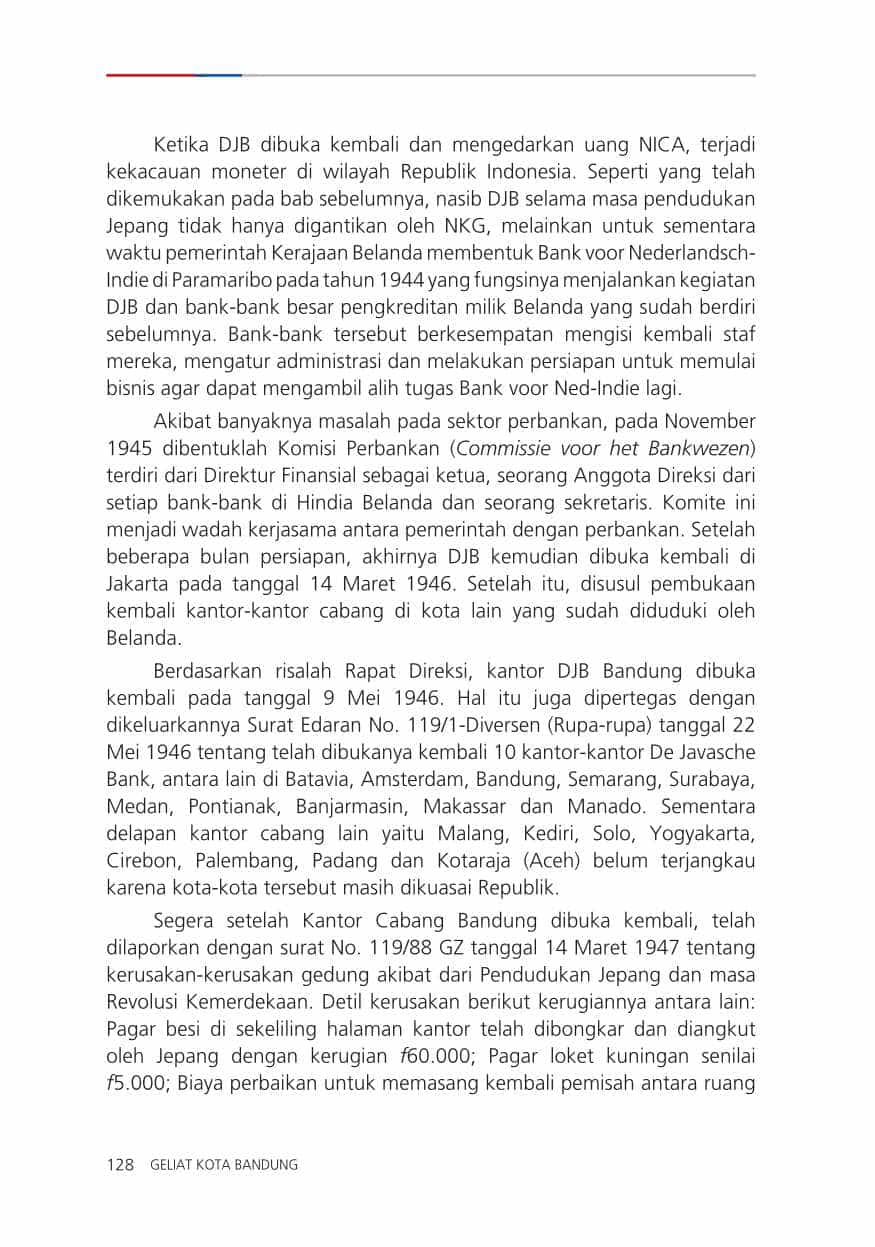 Ketika DJB dibuka kembali dan mengedarkan uang NICA, terjadi
kekacauan moneter di wilayah Republik Indonesia. Seperti yang telah
dikemukakan pada bab sebelumnya, nasib DJB selama masa pendudukan
Jepang tidak hanya digantikan oleh NKG, melainkan untuk sementara
waktu pemerintah Kerajaan Belanda membentuk Bank voor Nederlandsch-
Indie di Paramaribo pada tahun 1944 yang fungsinya menjalankan kegiatan
DJB dan bank-bank besar pengkreditan milik Belanda yang sudah berdiri
sebelumnya. Bank-bank tersebut berkesempatan mengisi kembali staf
mereka, mengatur administrasi dan melakukan persiapan untuk memulai
bisnis agar dapat mengambil alih tugas Bank voor Ned-Indie lagi.
Akibat banyaknya masalah pada sektor perbankan, pada November
1945 dibentuklah Komisi Perbankan (Commissie voor het Bankwezen)
terdiri dari Direktur Finansial sebagai ketua, seorang Anggota Direksi dari
setiap bank-bank di Hindia Belanda dan seorang sekretaris. Komite ini
menjadi wadah kerjasama antara pemerintah dengan perbankan. Setelah
beberapa bulan persiapan, akhirnya DJB kemudian dibuka kembali di
Jakarta pada tanggal 14 Maret 1946. Setelah itu, disusul pembukaan
kembali kantor-kantor cabang di kota lain yang sudah diduduki oleh
Belanda.
Berdasarkan risalah Rapat Direksi, kantor DJB Bandung dibuka
kembali pada tanggal 9 Mei 1946. Hal itu juga dipertegas dengan
dikeluarkannya Surat Edaran No. 119/1-Diversen (Rupa-rupa) tanggal 22
Mei 1946 tentang telah dibukanya kembali 10 kantor-kantor De Javasche
Bank, antara lain di Batavia, Amsterdam, Bandung, Semarang, Surabaya,
Medan, Pontianak, Banjarmasin, Makassar dan Manado. Sementara
delapan kantor cabang lain yaitu Malang, Kediri, Solo, Yogyakarta,
Cirebon, Palembang, Padang dan Kotaraja (Aceh) belum terjangkau
karena kota-kota tersebut masih dikuasai Republik.
Segera setelah Kantor Cabang Bandung dibuka kembali, telah
dilaporkan dengan surat No. 119/88 GZ tanggal 14 Maret 1947 tentang
kerusakan-kerusakan gedung akibat dari Pendudukan Jepang dan masa
Revolusi Kemerdekaan. Detil kerusakan berikut kerugiannya antara lain:
Pagar besi di sekeliling halaman kantor telah dibongkar dan diangkut
oleh Jepang dengan kerugian f60.000; Pagar loket kuningan senilai
f5.000; Biaya perbaikan untuk memasang kembali pemisah antara ruang
128 GELIAT KOTA BANDUNG